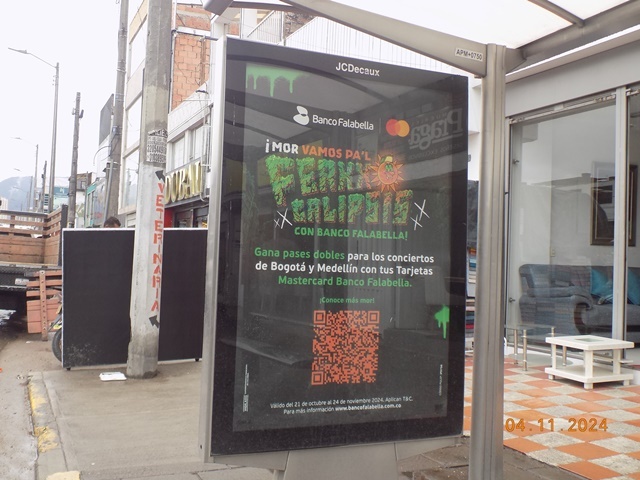 APM+0750
JCDecaux
Banco Falabella
¡MOR VAMOS PA'L
FERXXO
CALIPSIS
CON BANCO FALABELLA!
Gana pases dobles para los conciertos
de Bogotá y Medellín con tus Tarjetas
Mastercard Banco Falabella.
¡Conoce más mor!
Válido del 21 de octubre al 24 de noviembre 2024. Aplican T&C.
Para más información www.bancofalabella.com.co
VETERINARIA
Praga
04.11.2024